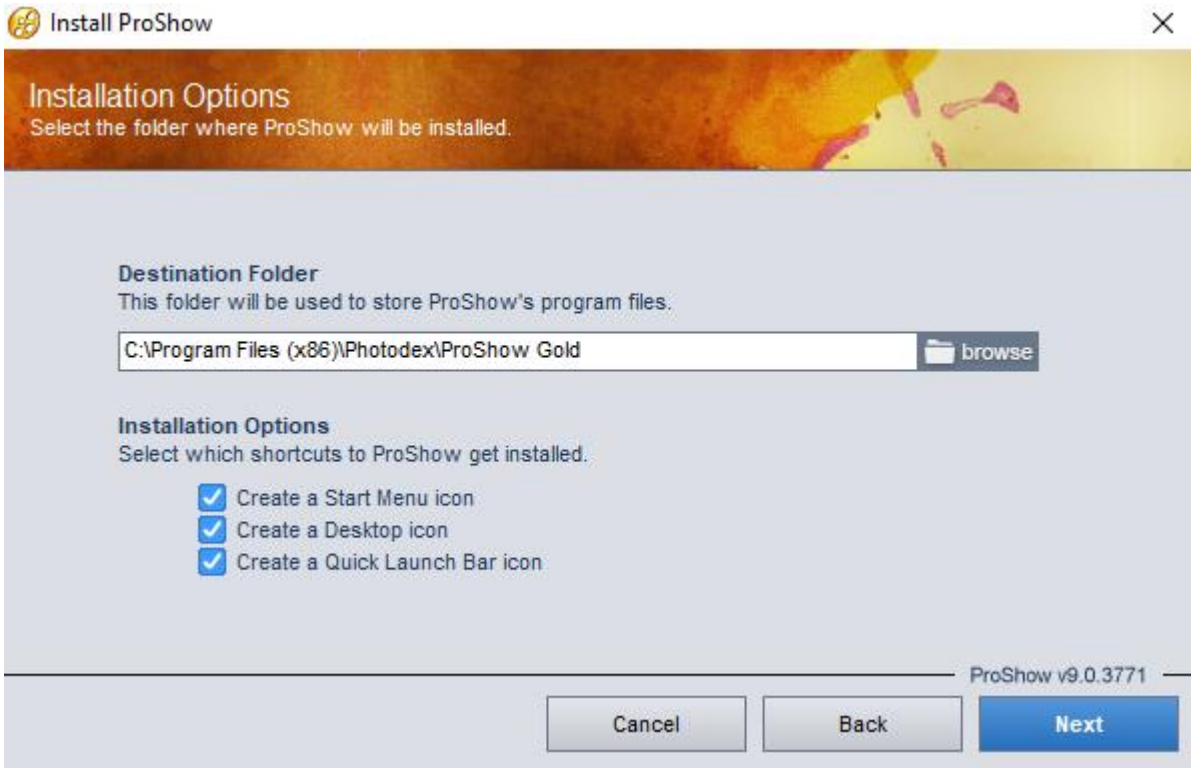 Install ProShow
Installation Options
Select the folder where ProShow will be installed.
Destination Folder
This folder will be used to store ProShow's program files.
C:\Program Files (x86)\Photodex\ProShow Gold
browse
Installation Options
Select which shortcuts to ProShow get installed.
Create a Start Menu icon
Create a Desktop icon
Create a Quick Launch Bar icon
ProShow v9.0.3771
Cancel Back Next